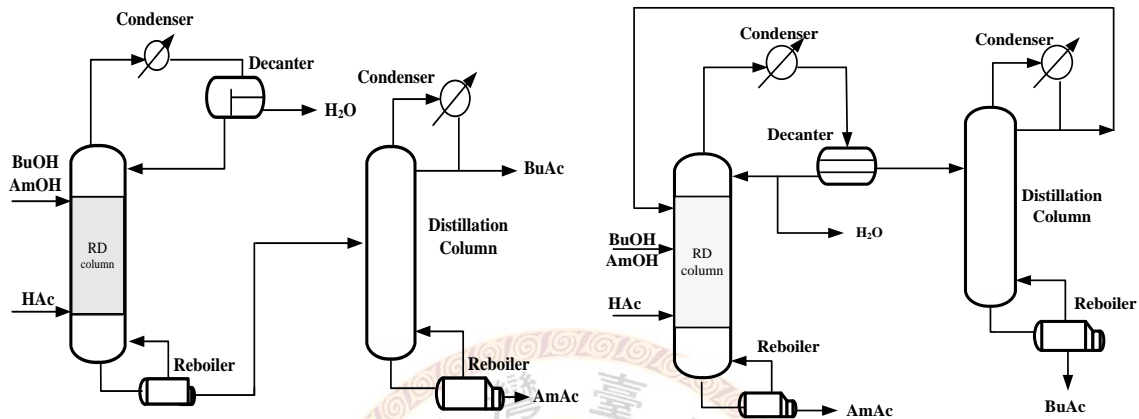 Condenser
Decanter
H₂O
Condenser
BuOH
AmOH
BuAc
RD
column
Distillation
Column
HAc
Reboiler
Reboiler
AmAc
Condenser
Condenser
Decanter
Distillation
Column
H₂O
BuOH
AmOH
RD
column
HAc
Reboiler
Reboiler
AmAc
BuAc
臺